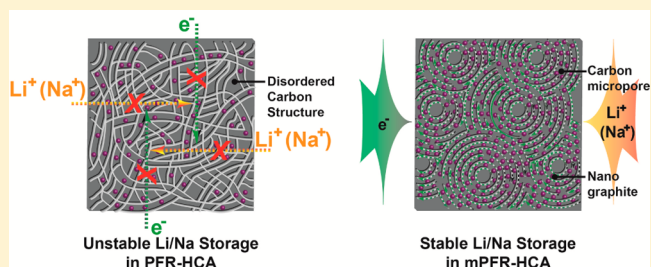 e⁻
Li⁺(Na⁺)
Disordered
Carbon
Structure
Li⁺(Na⁺)
e⁻
Unstable Li/Na Storage
in PFR-HCA
e⁻
Carbon
micropore
Li⁺
(Na⁺)
Nano
graphite
Stable Li/Na Storage
in mPFR-HCA